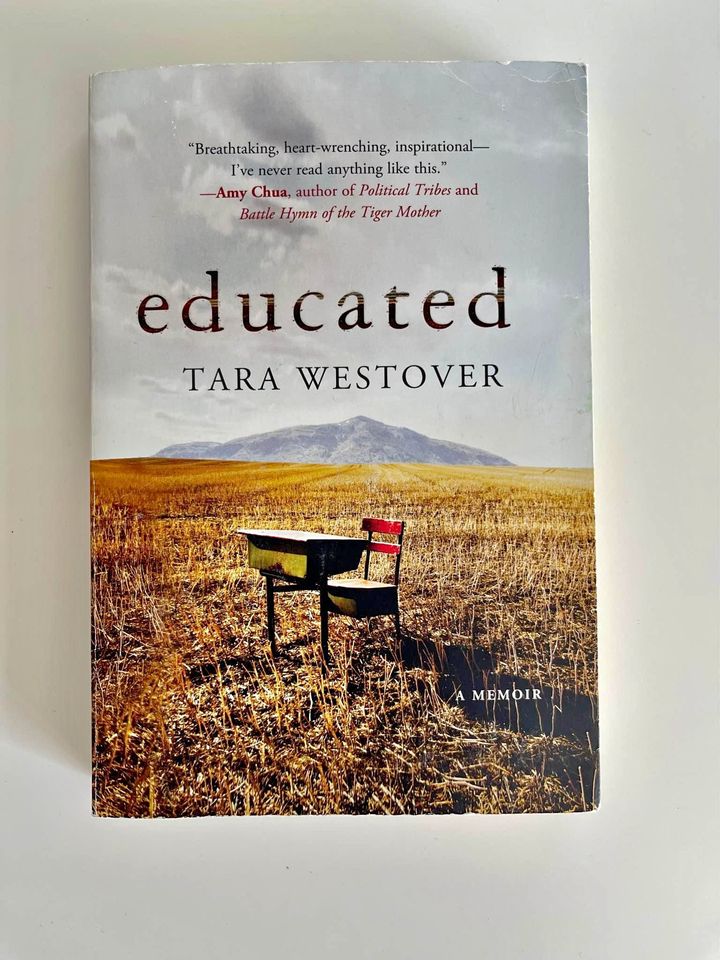 “Breathtaking, heart-wrenching, inspirational—
I’ve never read anything like this.”
—Amy Chua, author of Political Tribes and
Battle Hymn of the Tiger Mother
educated
TARA WESTOVER
A MEMOIR